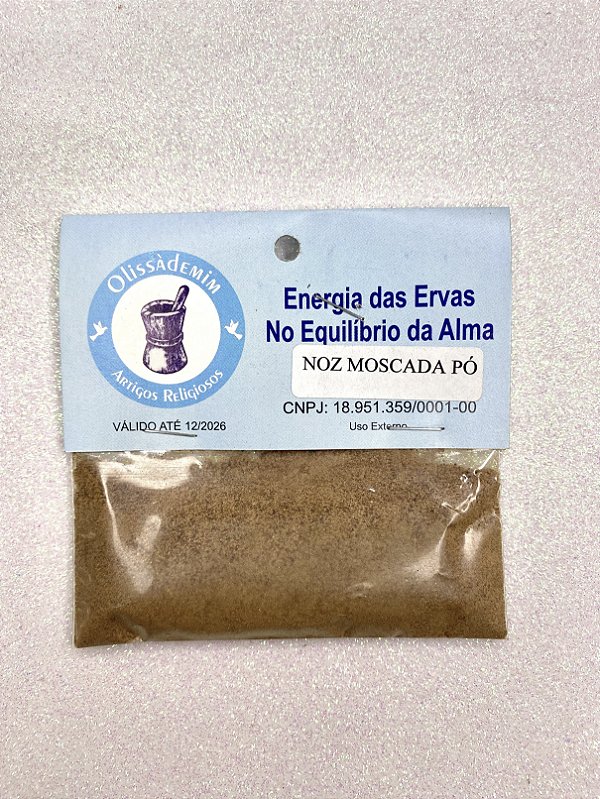 Olissàdemim
Artigos Religiosos
VÁLIDO ATÉ 12/2026
Energia das Ervas
No Equilíbrio da Alma
NOZ MOSCADA PÓ
CNPJ: 18.951.359/0001-00
Uso Externo